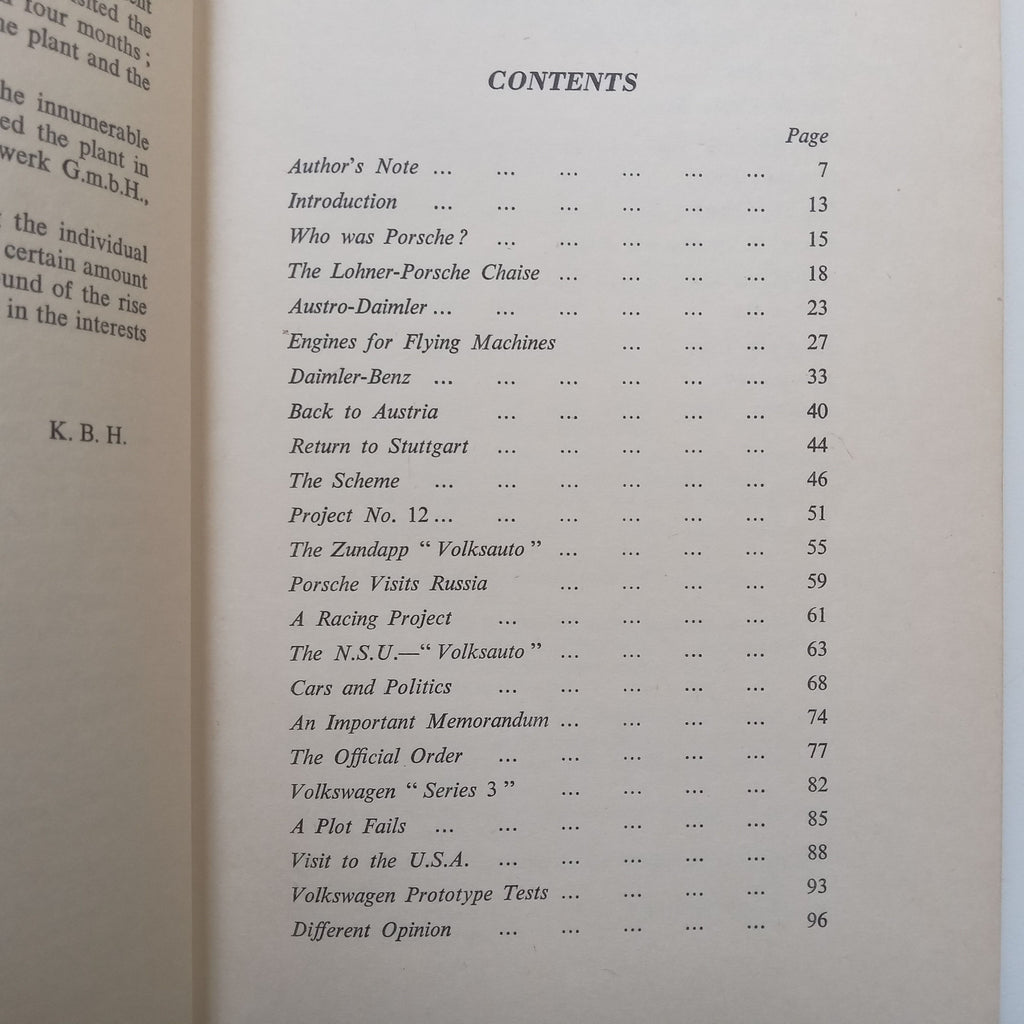 sited the
four months;
plant and the
he innumerable
ed the plant in
werk G.m.b.H.,
the individual
certain amount
und of the rise
in the interests
K. B. H.
CONTENTS
Page
Author's Note ... ... ... ... ... ... 7
Introduction ... ... ... ... ... ... 13
Who was Porsche? ... ... ... ... ... 15
The Lohner-Porsche Chaise ... ... ... ... 18
Austro-Daimler ... ... ... ... ... ... 23
Engines for Flying Machines ... ... ... 27
Daimler-Benz ... ... ... ... ... ... 33
Back to Austria ... ... ... ... ... 40
Return to Stuttgart ... ... ... ... ... 44
The Scheme ... ... ... ... ... ... 46
Project No. 12 ... ... ... ... ... ... 51
The Zundapp “ Volksauto ” ... ... ... ... 55
Porsche Visits Russia ... ... ... ... 59
A Racing Project ... ... ... ... ... 61
The N.S.U.—“ Volksauto ” ... ... ... ... 63
Cars and Politics ... ... ... ... ... 68
An Important Memorandum ... ... ... ... 74
The Official Order ... ... ... ... ... 77
Volkswagen “ Series 3 ” ... ... ... ... 82
A Plot Fails ... ... ... ... ... ... 85
Visit to the U.S.A. ... ... ... ... ... 88
Volkswagen Prototype Tests ... ... ... ... 93
Different Opinion ... ... ... ... ... 96